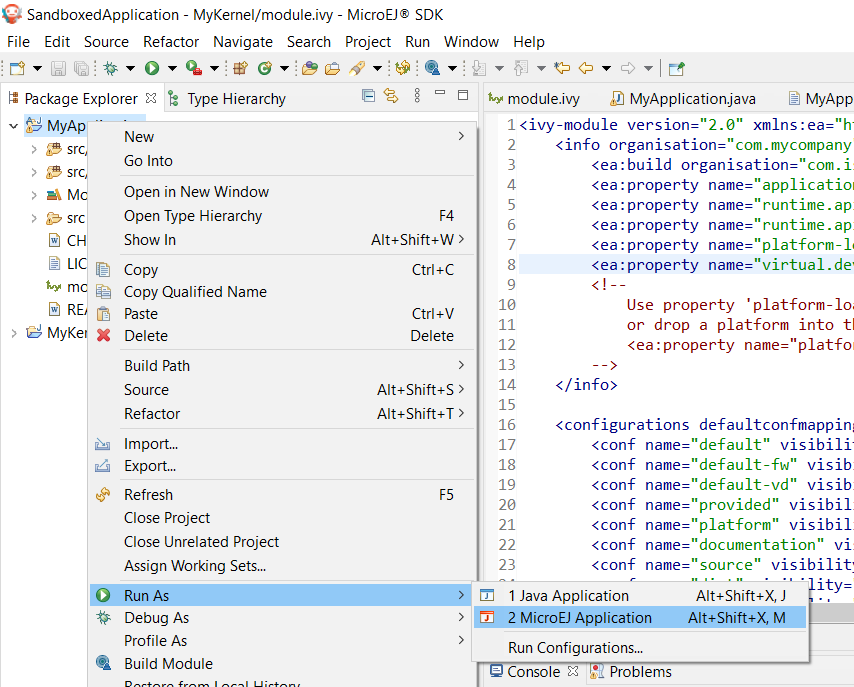 SandboxedApplication - MyKernel/module.ivy - MicroEJ® SDK
File Edit Source Refactor Navigate Search Project Run Window Help
Package Explorer Type Hierarchy
module.ivy MyApplication.java MyApp
MyAp
src/
src/
Mo
src
CH
LIC
mo
REA
MyKer
New
Go Into
Open in New Window
Open Type Hierarchy F4
Show In Alt+Shift+W
Copy Ctrl+C
Copy Qualified Name
Paste Ctrl+V
Delete Delete
Build Path
Source Alt+Shift+S
Refactor Alt+Shift+T
Import...
Export...
Refresh F5
Close Project
Close Unrelated Project
Assign Working Sets...
Run As
Debug As
Profile As
Build Module
Restore from Local History
1 Java Application Alt+Shift+X, J
2 MicroEJ Application Alt+Shift+X, M
Run Configurations...
1 <ivy-module version="2.0" xmlns:ea="h
2 <info organisation="com.mycompany
3 <ea:build organisation="com.i
4 <ea:property name="application
5 <ea:property name="runtime.ap
6 <ea:property name="runtime.ap
7 <ea:property name="platform-l
8 <ea:property name="virtual.dev
9 <!--
10 Use property 'platform-loa
11 or drop a platform into th
12 <ea:property name="platfo
13 -->
14 </info>
15
16 <configurations defaultconfmapping
17 <conf name="default" visibili
18 <conf name="default-fw" visib
19 <conf name="default-vd" visib
20 <conf name="provided" visibil
21 <conf name="platform" visibil
22 <conf name="documentation" vi
23 <conf name="source" visibility
Console Problems